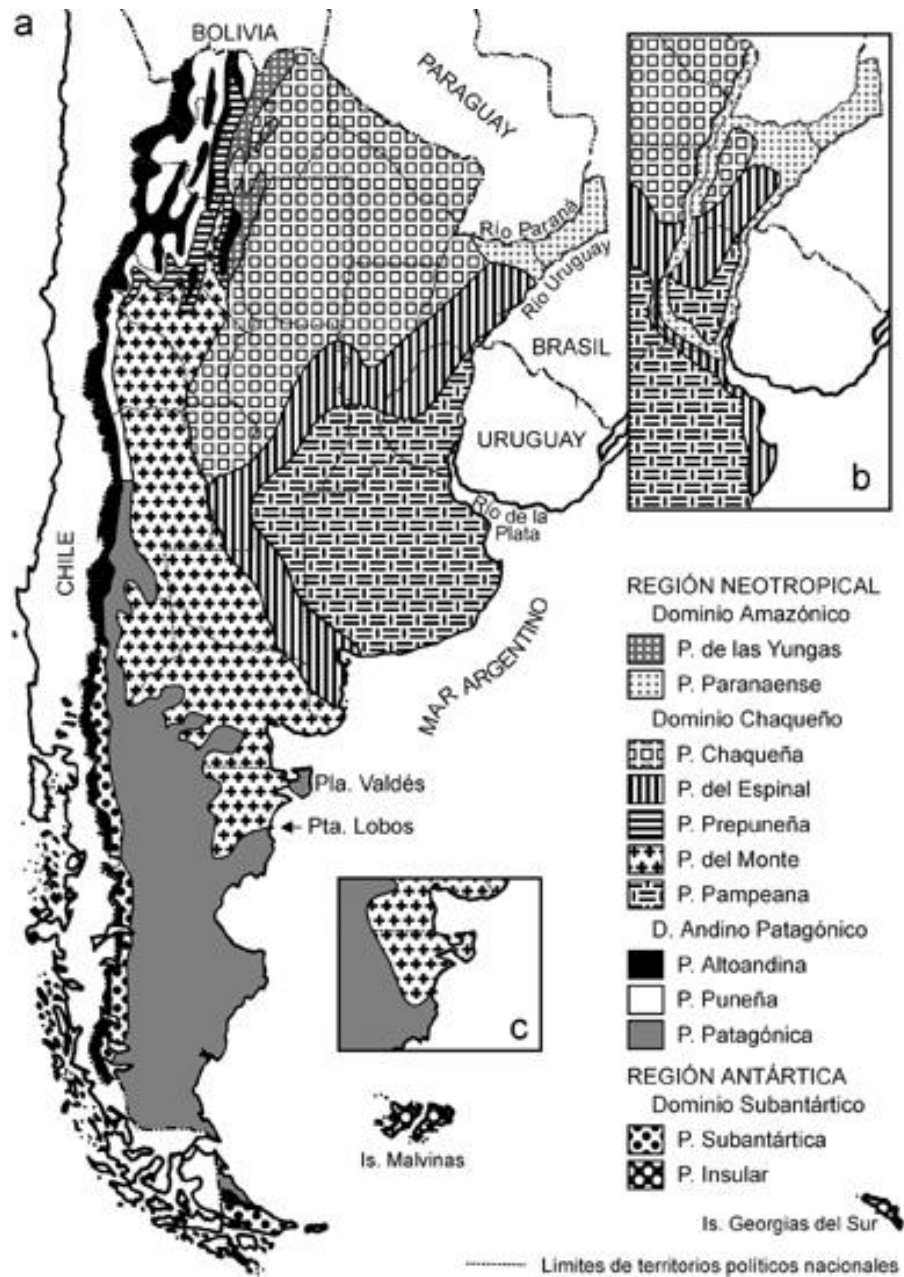 a
BOLIVIA
PARAGUAY
Río Paraná
Río Uruguay
BRASIL
URUGUAY
Río de la
Plata
CHILE
MAR ARGENTINO
Pla. Valdés
Pta. Lobos
b
c
Is. Malvinas
REGIÓN NEOTROPICAL
Dominio Amazónico
P. de las Yungas
P. Paranaense
Dominio Chaqueño
P. Chaqueña
P. del Espinal
P. Prepuneña
P. del Monte
P. Pampeana
D. Andino Patagónico
P. Altoandina
P. Puneña
P. Patagónica
REGIÓN ANTÁRTICA
Dominio Subantártico
P. Subantártica
P. Insular
Is. Georgias del Sur
Limites de territorios políticos nacionales